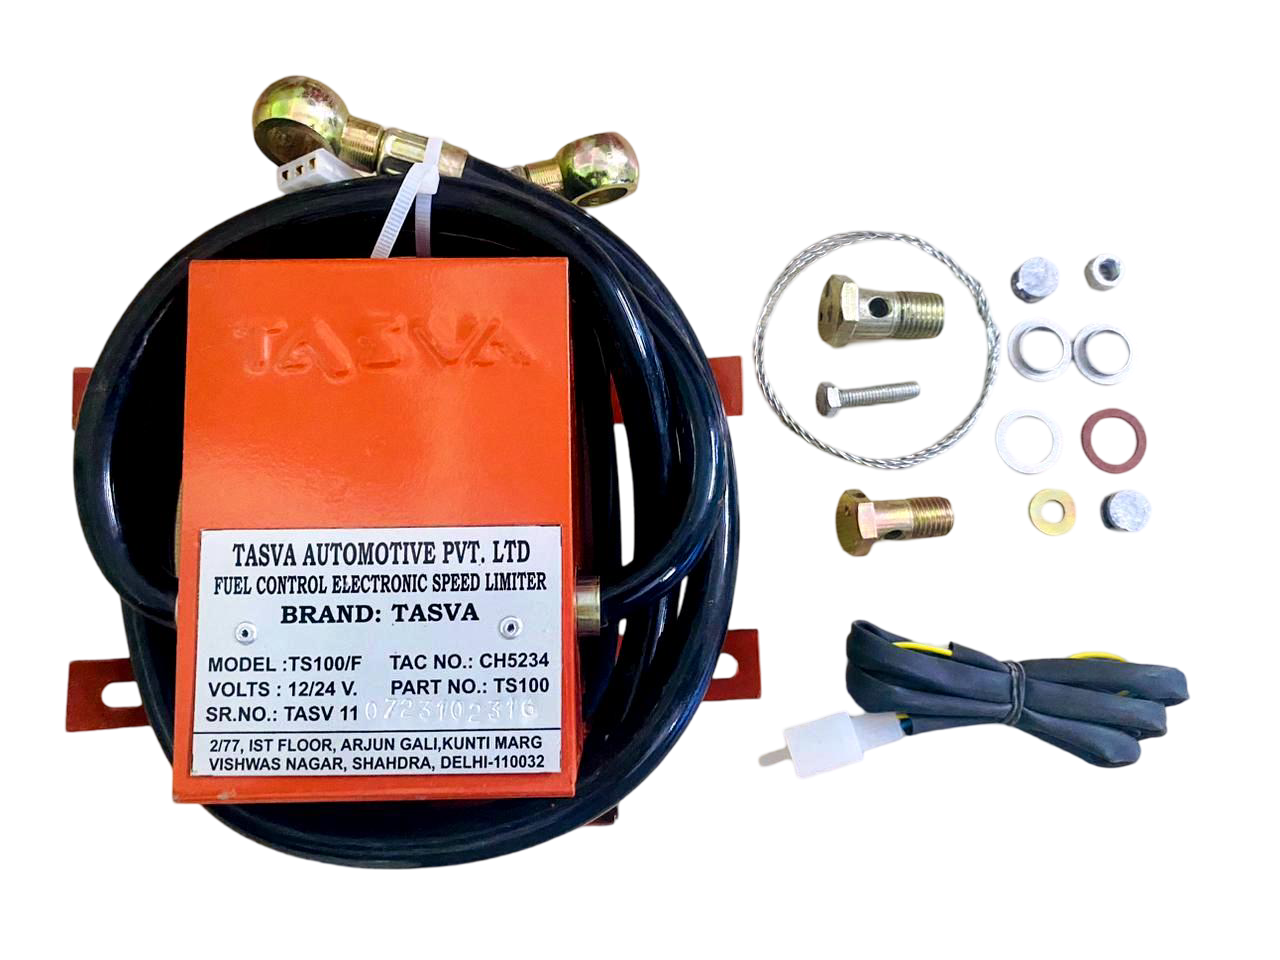 TASVA
TASVA AUTOMOTIVE PVT. LTD
FUEL CONTROL ELECTRONIC SPEED LIMITER
BRAND: TASVA
MODEL :TS100/F TAC NO.: CH5234
VOLTS : 12/24 V. PART NO.: TS100
SR.NO.: TASV 11 0723102316
2/77, IST FLOOR, ARJUN GALI,KUNTI MARG
VISHWAS NAGAR, SHAHDRA, DELHI-110032